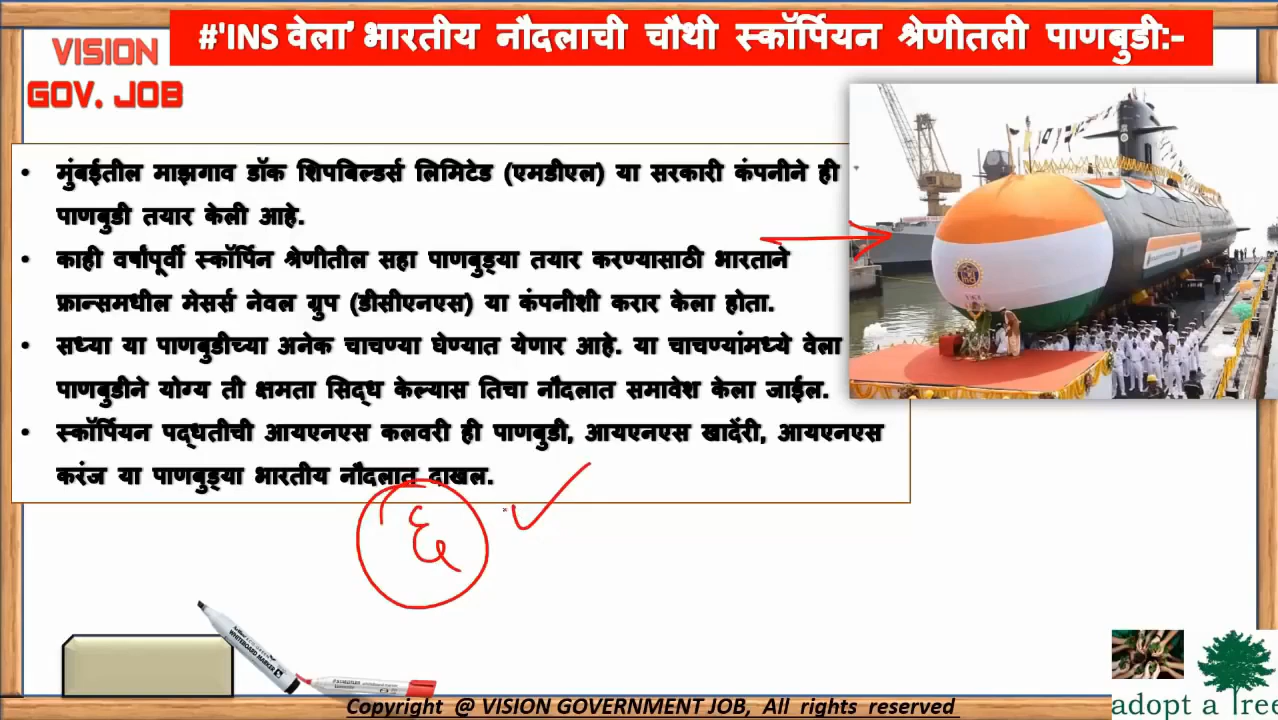 #'INS वेला' भारतीय नौदलाची चौथी स्कॉर्पियन श्रेणीतली पाणबुडी:-
VISION
GOV. JOB
• मुंबईतील माझगाव डॉक शिपबिल्डर्स लिमिटेड (एमडीएल) या सरकारी कंपनीने ही
पाणबुडी तयार केली आहे.
• काही वर्षांपूर्वी स्कॉर्पिन श्रेणीतील सहा पाणबुड्या तयार करण्यासाठी भारताने
फ्रान्समधील मेसर्स नेवल ग्रुप (डीसीएनएस) या कंपनीशी करार केला होता.
• सध्या या पाणबुडीच्या अनेक चाचण्या घेण्यात येणार आहे. या चाचण्यांमध्ये वेला
पाणबुडीने योग्य ती क्षमता सिद्ध केल्यास तिचा नौदलात समावेश केला जाईल.
• स्कॉर्पियन पद्धतीची आयएनएस कलवरी ही पाणबुडी, आयएनएस खादेंरी, आयएनएस
करंज या पाणबुड्या भारतीय नौदलात दाखल.
६
WHITEBOARD MARKER
Copyright @ VISION GOVERNMENT JOB, All rights reserved
adopt a Tree